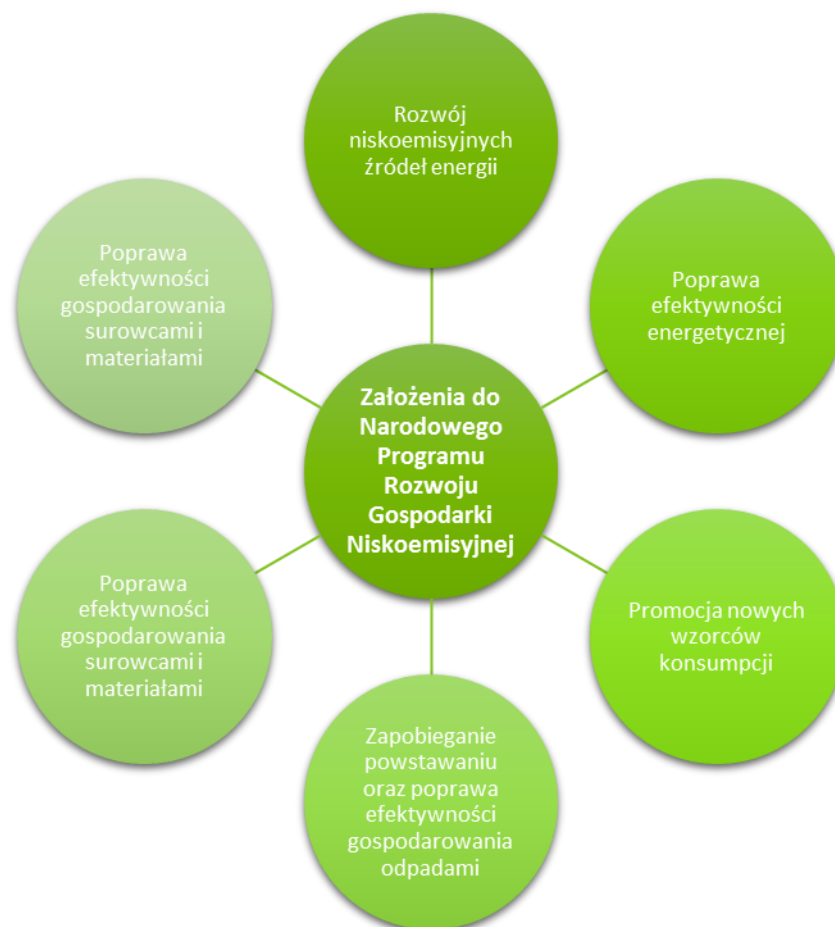 Rozwój
niskoemisyjnych
źródeł energii
Poprawa
efektywności
energetycznej
Promocja nowych
wzorców
konsumpcji
Zapobieganie
powstawaniu
oraz poprawa
efektywności
gospodarowania
odpadami
Poprawa
efektywności
gospodarowania
surowcami i
materiałami
Poprawa
efektywności
gospodarowania
surowcami i
materiałami
Założenia do
Narodowego
Programu
Rozwoju
Gospodarki
Niskoemisyjnej